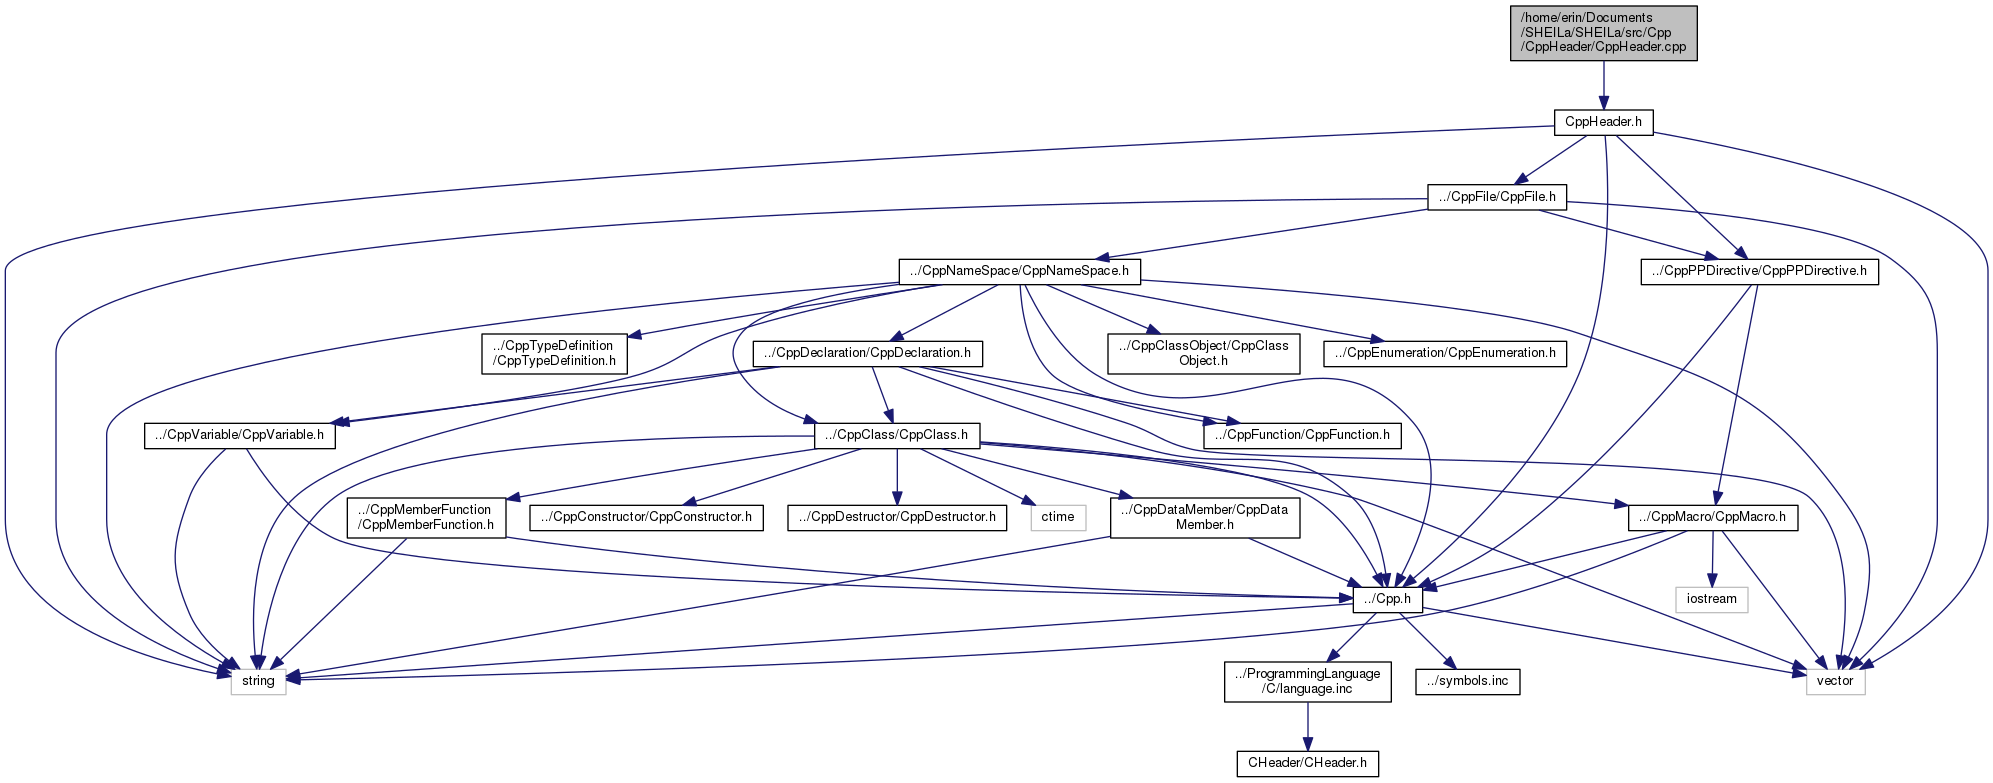 /home/erin/Documents
/SHEILa/SHEILa/src/Cpp
/CppHeader/CppHeader.cpp
CppHeader.h
../CppFile/CppFile.h
../CppNameSpace/CppNameSpace.h
../CppPPDirective/CppPPDirective.h
../CppTypeDefinition
/CppTypeDefinition.h
../CppDeclaration/CppDeclaration.h
../CppClassObject/CppClass
Object.h
../CppEnumeration/CppEnumeration.h
../CppVariable/CppVariable.h
../CppClass/CppClass.h
../CppFunction/CppFunction.h
../CppMemberFunction
/CppMemberFunction.h
../CppConstructor/CppConstructor.h
../CppDestructor/CppDestructor.h
ctime
../CppDataMember/CppData
Member.h
../CppMacro/CppMacro.h
../Cpp.h
iostream
string
../ProgrammingLanguage
/C/language.inc
../symbols.inc
vector
CHeader/CHeader.h